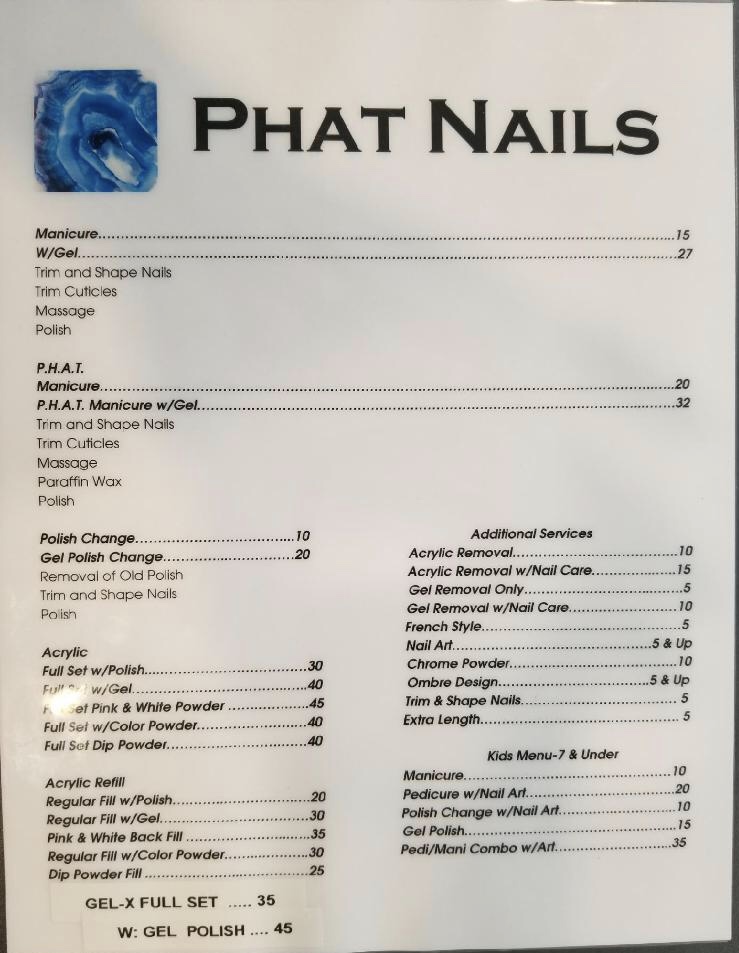 PHAT NAILS
Manicure..........15
W/Gel..........27
Trim and Shape Nails
Trim Cuticles
Massage
Polish
P.H.A.T.
Manicure..........20
P.H.A.T. Manicure w/Gel..........32
Trim and Shape Nails
Trim Cuticles
Massage
Paraffin Wax
Polish
Polish Change..........10
Gel Polish Change..........20
Removal of Old Polish
Trim and Shape Nails
Polish
Acrylic
Full Set w/Polish..........30
Full Set w/Gel..........40
Full Set Pink & White Powder ..........45
Full Set w/Color Powder..........40
Full Set Dip Powder..........40
Acrylic Refill
Regular Fill w/Polish..........20
Regular Fill w/Gel..........30
Pink & White Back Fill ..........35
Regular Fill w/Color Powder..........30
Dip Powder Fill ..........25
GEL-X FULL SET ..... 35
W: GEL POLISH .... 45
Additional Services
Acrylic Removal..........10
Acrylic Removal w/Nail Care..........15
Gel Removal Only..........5
Gel Removal w/Nail Care..........10
French Style..........5
Nail Art..........5 & Up
Chrome Powder..........10
Ombre Design..........5 & Up
Trim & Shape Nails..........5
Extra Length..........5
Kids Menu-7 & Under
Manicure..........10
Pedicure w/Nail Art..........20
Polish Change w/Nail Art..........10
Gel Polish..........15
Pedi/Mani Combo w/Art..........35